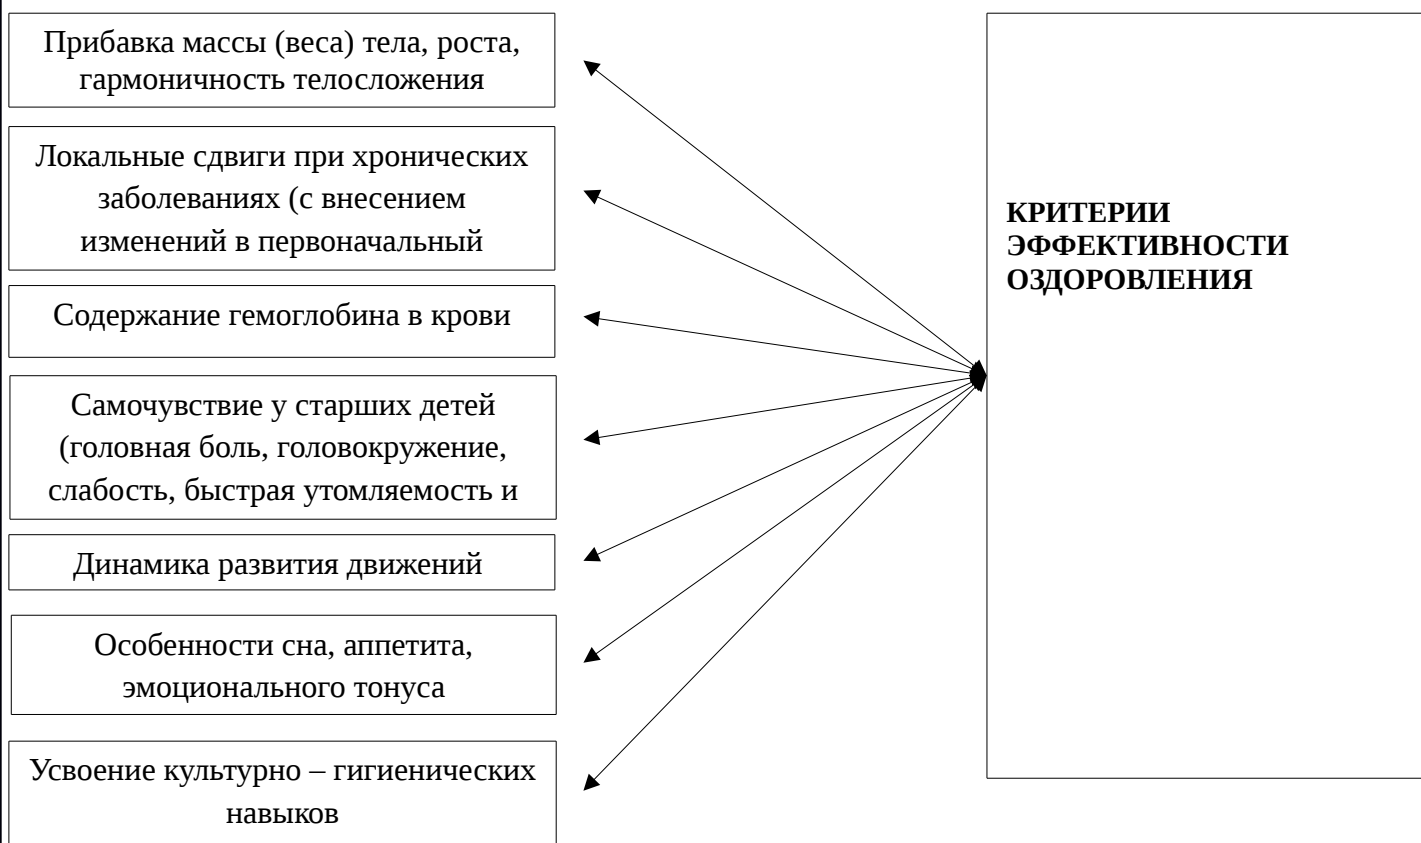 Прибавка массы (веса) тела, роста,
гармоничность телосложения
Локальные сдвиги при хронических
заболеваниях (с внесением
изменений в первоначальный
Содержание гемоглобина в крови
Самочувствие у старших детей
(головная боль, головокружение,
слабость, быстрая утомляемость и
Динамика развития движений
Особенности сна, аппетита,
эмоционального тонуса
Усвоение культурно – гигиенических
навыков
КРИТЕРИИ
ЭФФЕКТИВНОСТИ
ОЗДОРОВЛЕНИЯ